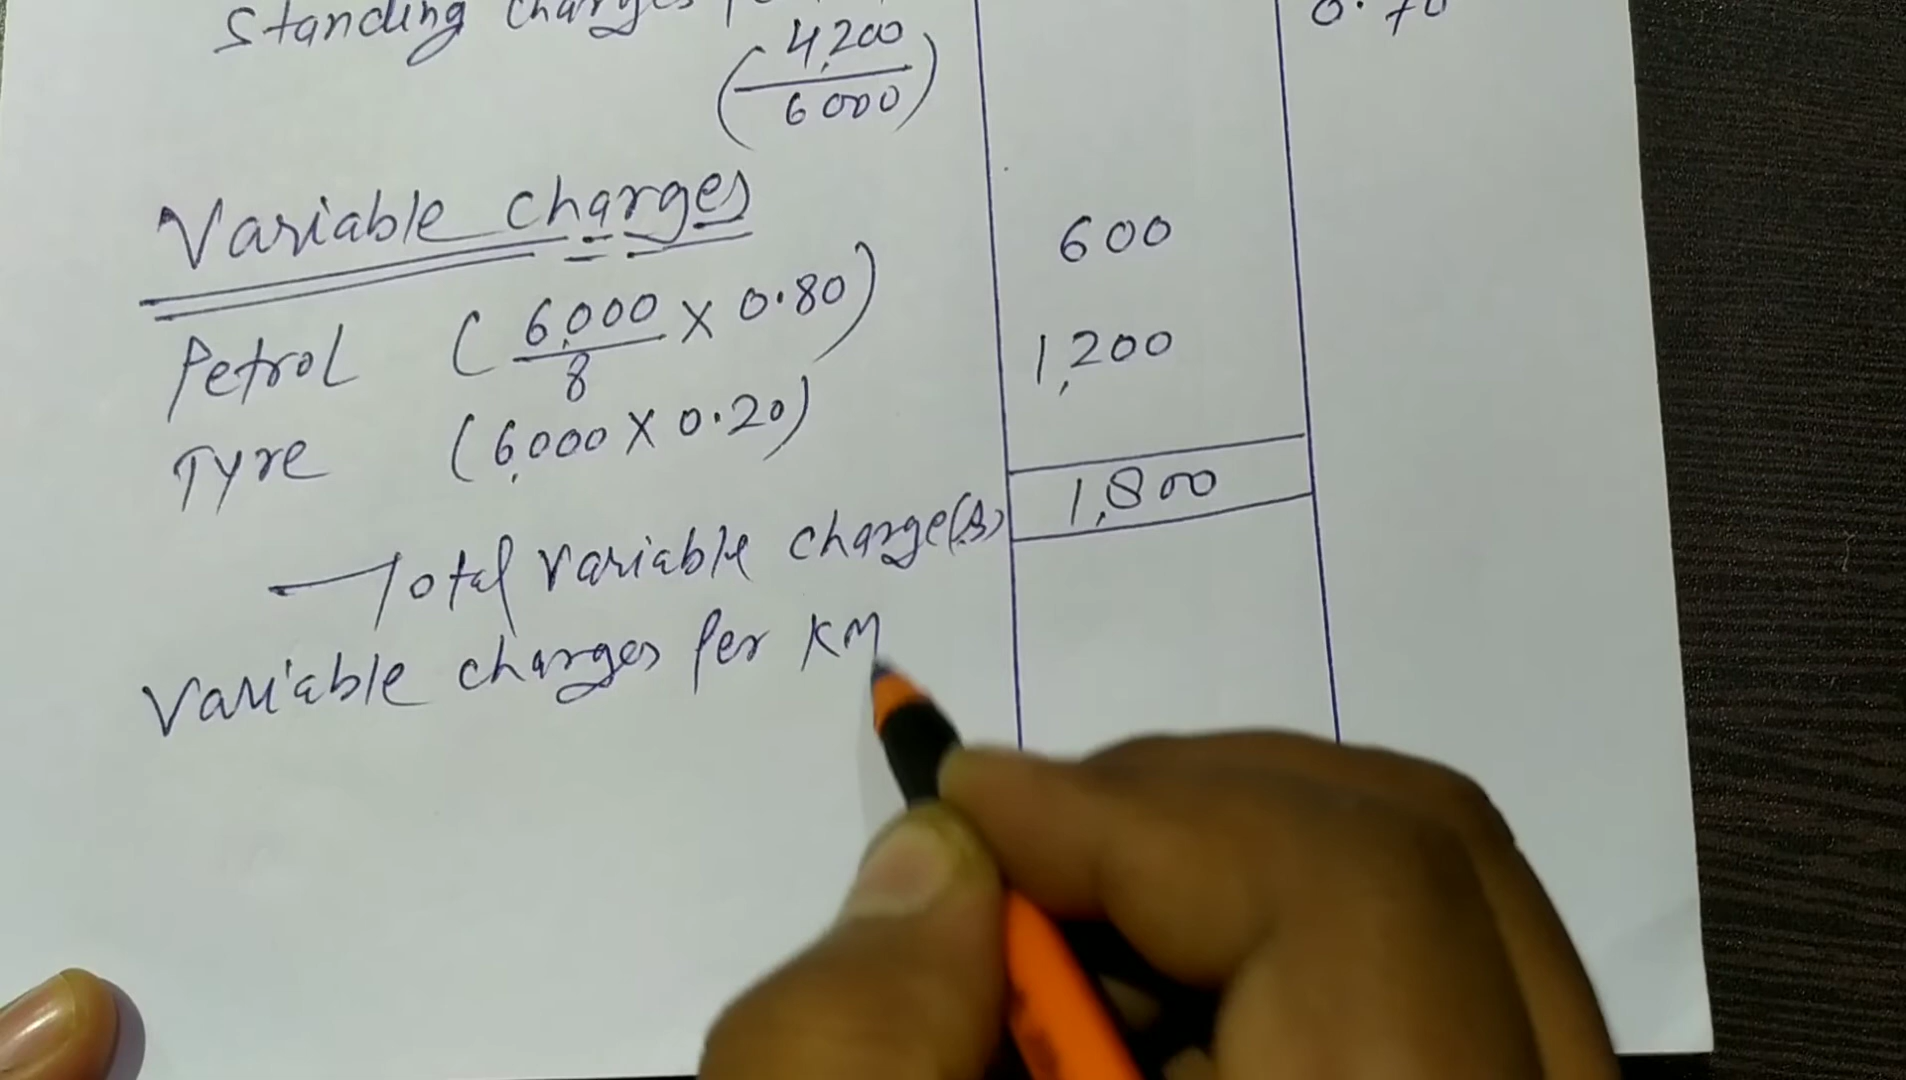 Standing charges
0.70
(4,200
6000)
Variable charges
Petrol (6,000/8 X 0.80) 600
Tyre (6,000 X 0.20) 1,200
Total variable charge(s) 1,800
Variable charges Per KM